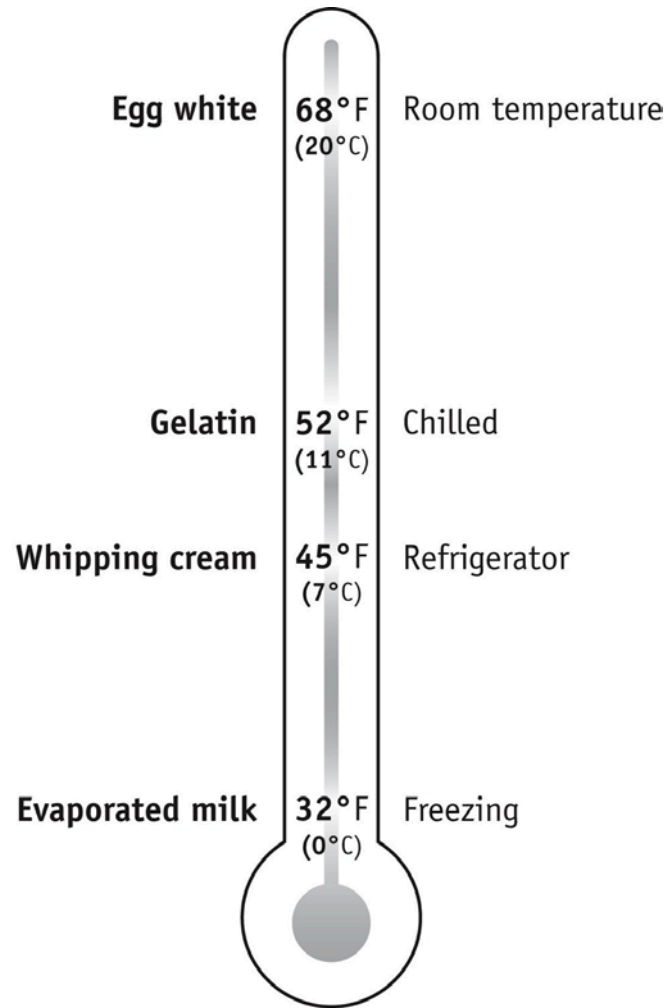 Egg white 68°F Room temperature
(20°C)
Gelatin 52°F Chilled
(11°C)
Whipping cream 45°F Refrigerator
(7°C)
Evaporated milk 32°F Freezing
(0°C)